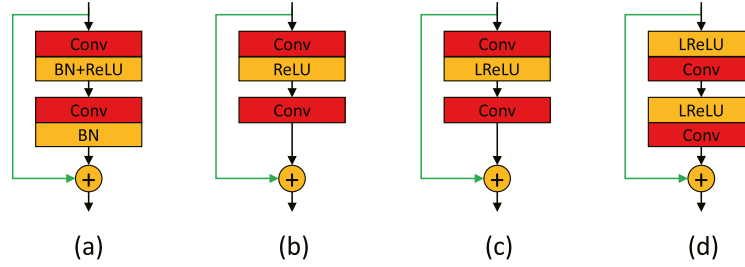 Conv
BN+ReLU
Conv
BN
+
(a)
Conv
ReLU
Conv
+
(b)
Conv
LReLU
Conv
+
(c)
LReLU
Conv
LReLU
Conv
+
(d)